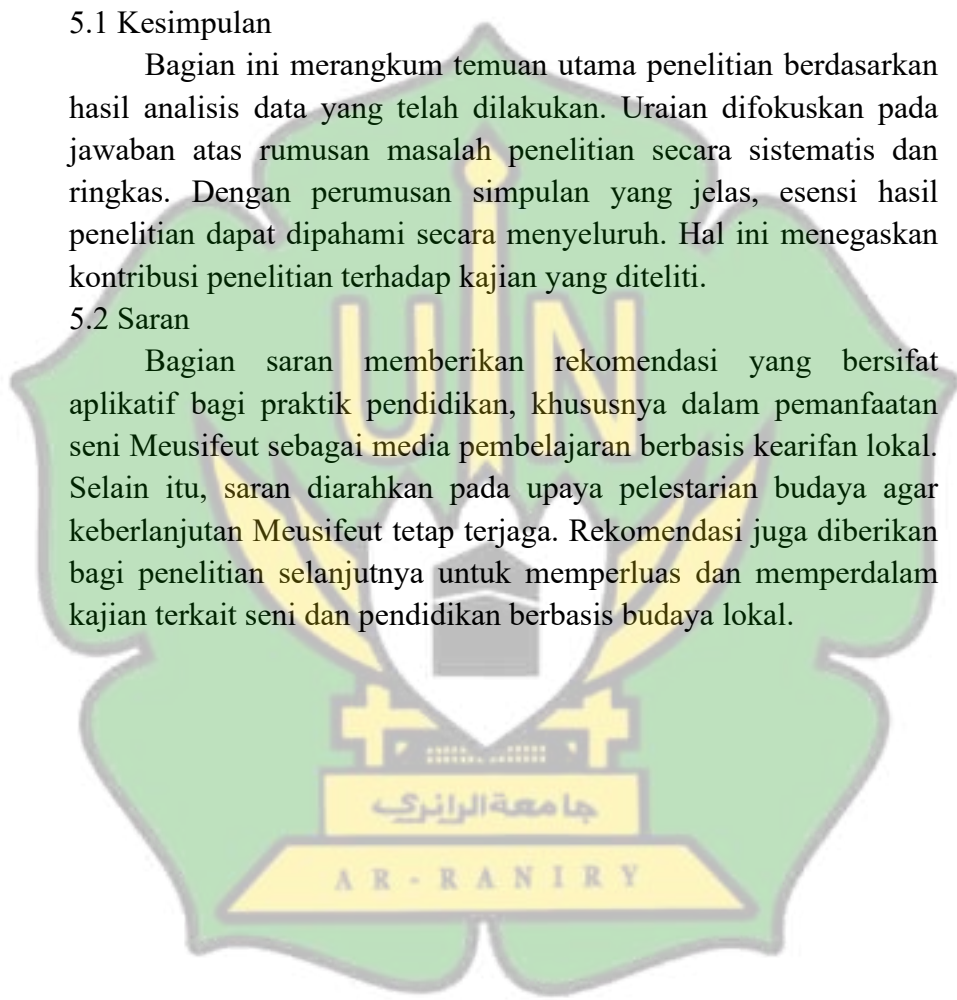 5.1 Kesimpulan
Bagian ini merangkum temuan utama penelitian berdasarkan
hasil analisis data yang telah dilakukan. Uraian difokuskan pada
jawaban atas rumusan masalah penelitian secara sistematis dan
ringkas. Dengan perumusan simpulan yang jelas, esensi hasil
penelitian dapat dipahami secara menyeluruh. Hal ini menegaskan
kontribusi penelitian terhadap kajian yang diteliti.
5.2 Saran
Bagian saran memberikan rekomendasi yang bersifat
aplikatif bagi praktik pendidikan, khususnya dalam pemanfaatan
seni Meusifeut sebagai media pembelajaran berbasis kearifan lokal.
Selain itu, saran diarahkan pada upaya pelestarian budaya agar
keberlanjutan Meusifeut tetap terjaga. Rekomendasi juga diberikan
bagi penelitian selanjutnya untuk memperluas dan memperdalam
kajian terkait seni dan pendidikan berbasis budaya lokal.
UIN
جامعة الرانري
AR-RANIRY